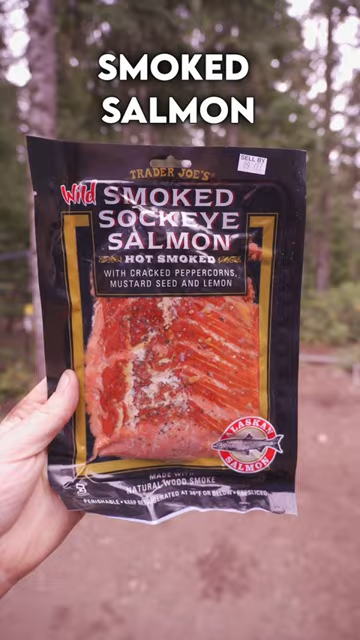 SMOKED
SALMON
SELL BY
TRADER JOE'S
Wild SMOKED
SOCKEYE
SALMON
HOT SMOKED
WITH CRACKED PEPPERCORNS,
MUSTARD SEED AND LEMON
ALASKAN
SALMON
MADE WITH
NATURAL WOOD SMOKE
PERISHABLE • KEEP REFRIGERATED AT 38°F OR BELOW • PRESLICED